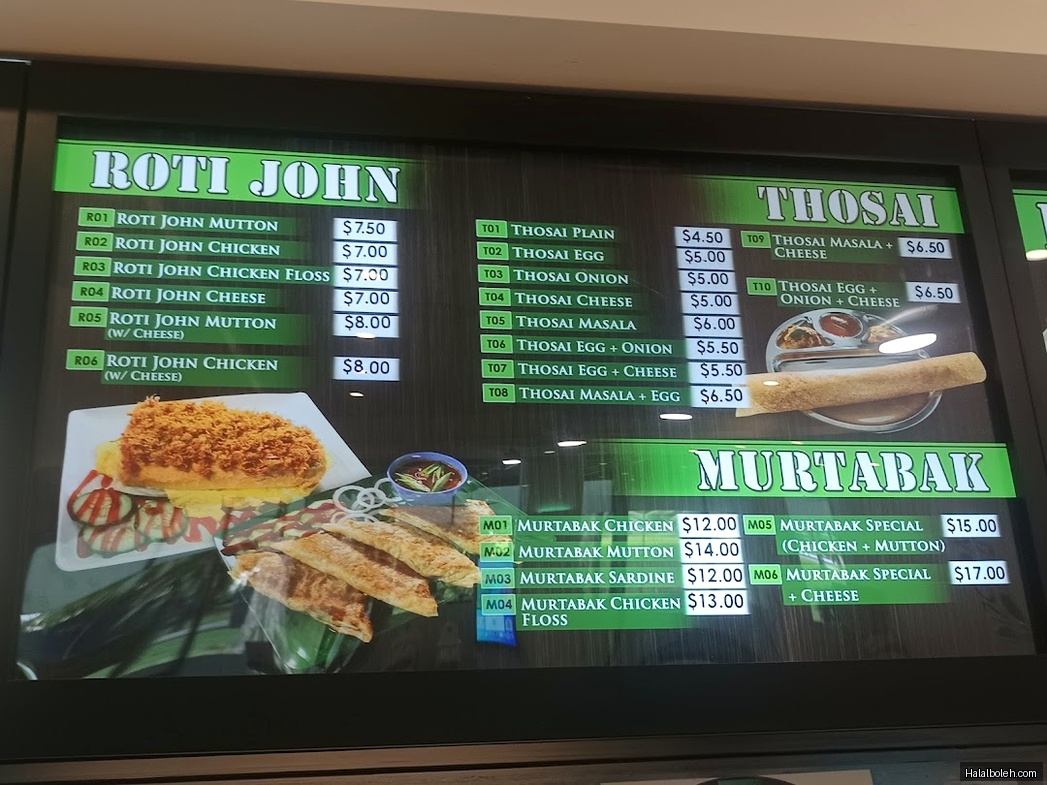 ROTI JOHN
R01 ROTI JOHN MUTTON $7.50
R02 ROTI JOHN CHICKEN $7.00
R03 ROTI JOHN CHICKEN FLOSS $7.00
R04 ROTI JOHN CHEESE $7.00
R05 ROTI JOHN MUTTON $8.00
(W/ CHEESE)
R06 ROTI JOHN CHICKEN $8.00
(W/ CHEESE)
THOSAI
T01 THOSAI PLAIN $4.50
T02 THOSAI EGG $5.00
T03 THOSAI ONION $5.00
T04 THOSAI CHEESE $5.00
T05 THOSAI MASALA $6.00
T06 THOSAI EGG + ONION $5.50
T07 THOSAI EGG + CHEESE $5.50
T08 THOSAI MASALA + EGG $6.50
T09 THOSAI MASALA + $6.50
CHEESE
T10 THOSAI EGG + $6.50
ONION + CHEESE
MURTABAK
M01 MURTABAK CHICKEN $12.00
M02 MURTABAK MUTTON $14.00
M03 MURTABAK SARDINE $12.00
M04 MURTABAK CHICKEN $13.00
FLOSS
M05 MURTABAK SPECIAL $15.00
(CHICKEN + MUTTON)
M06 MURTABAK SPECIAL $17.00
+ CHEESE
Halalboleh.com